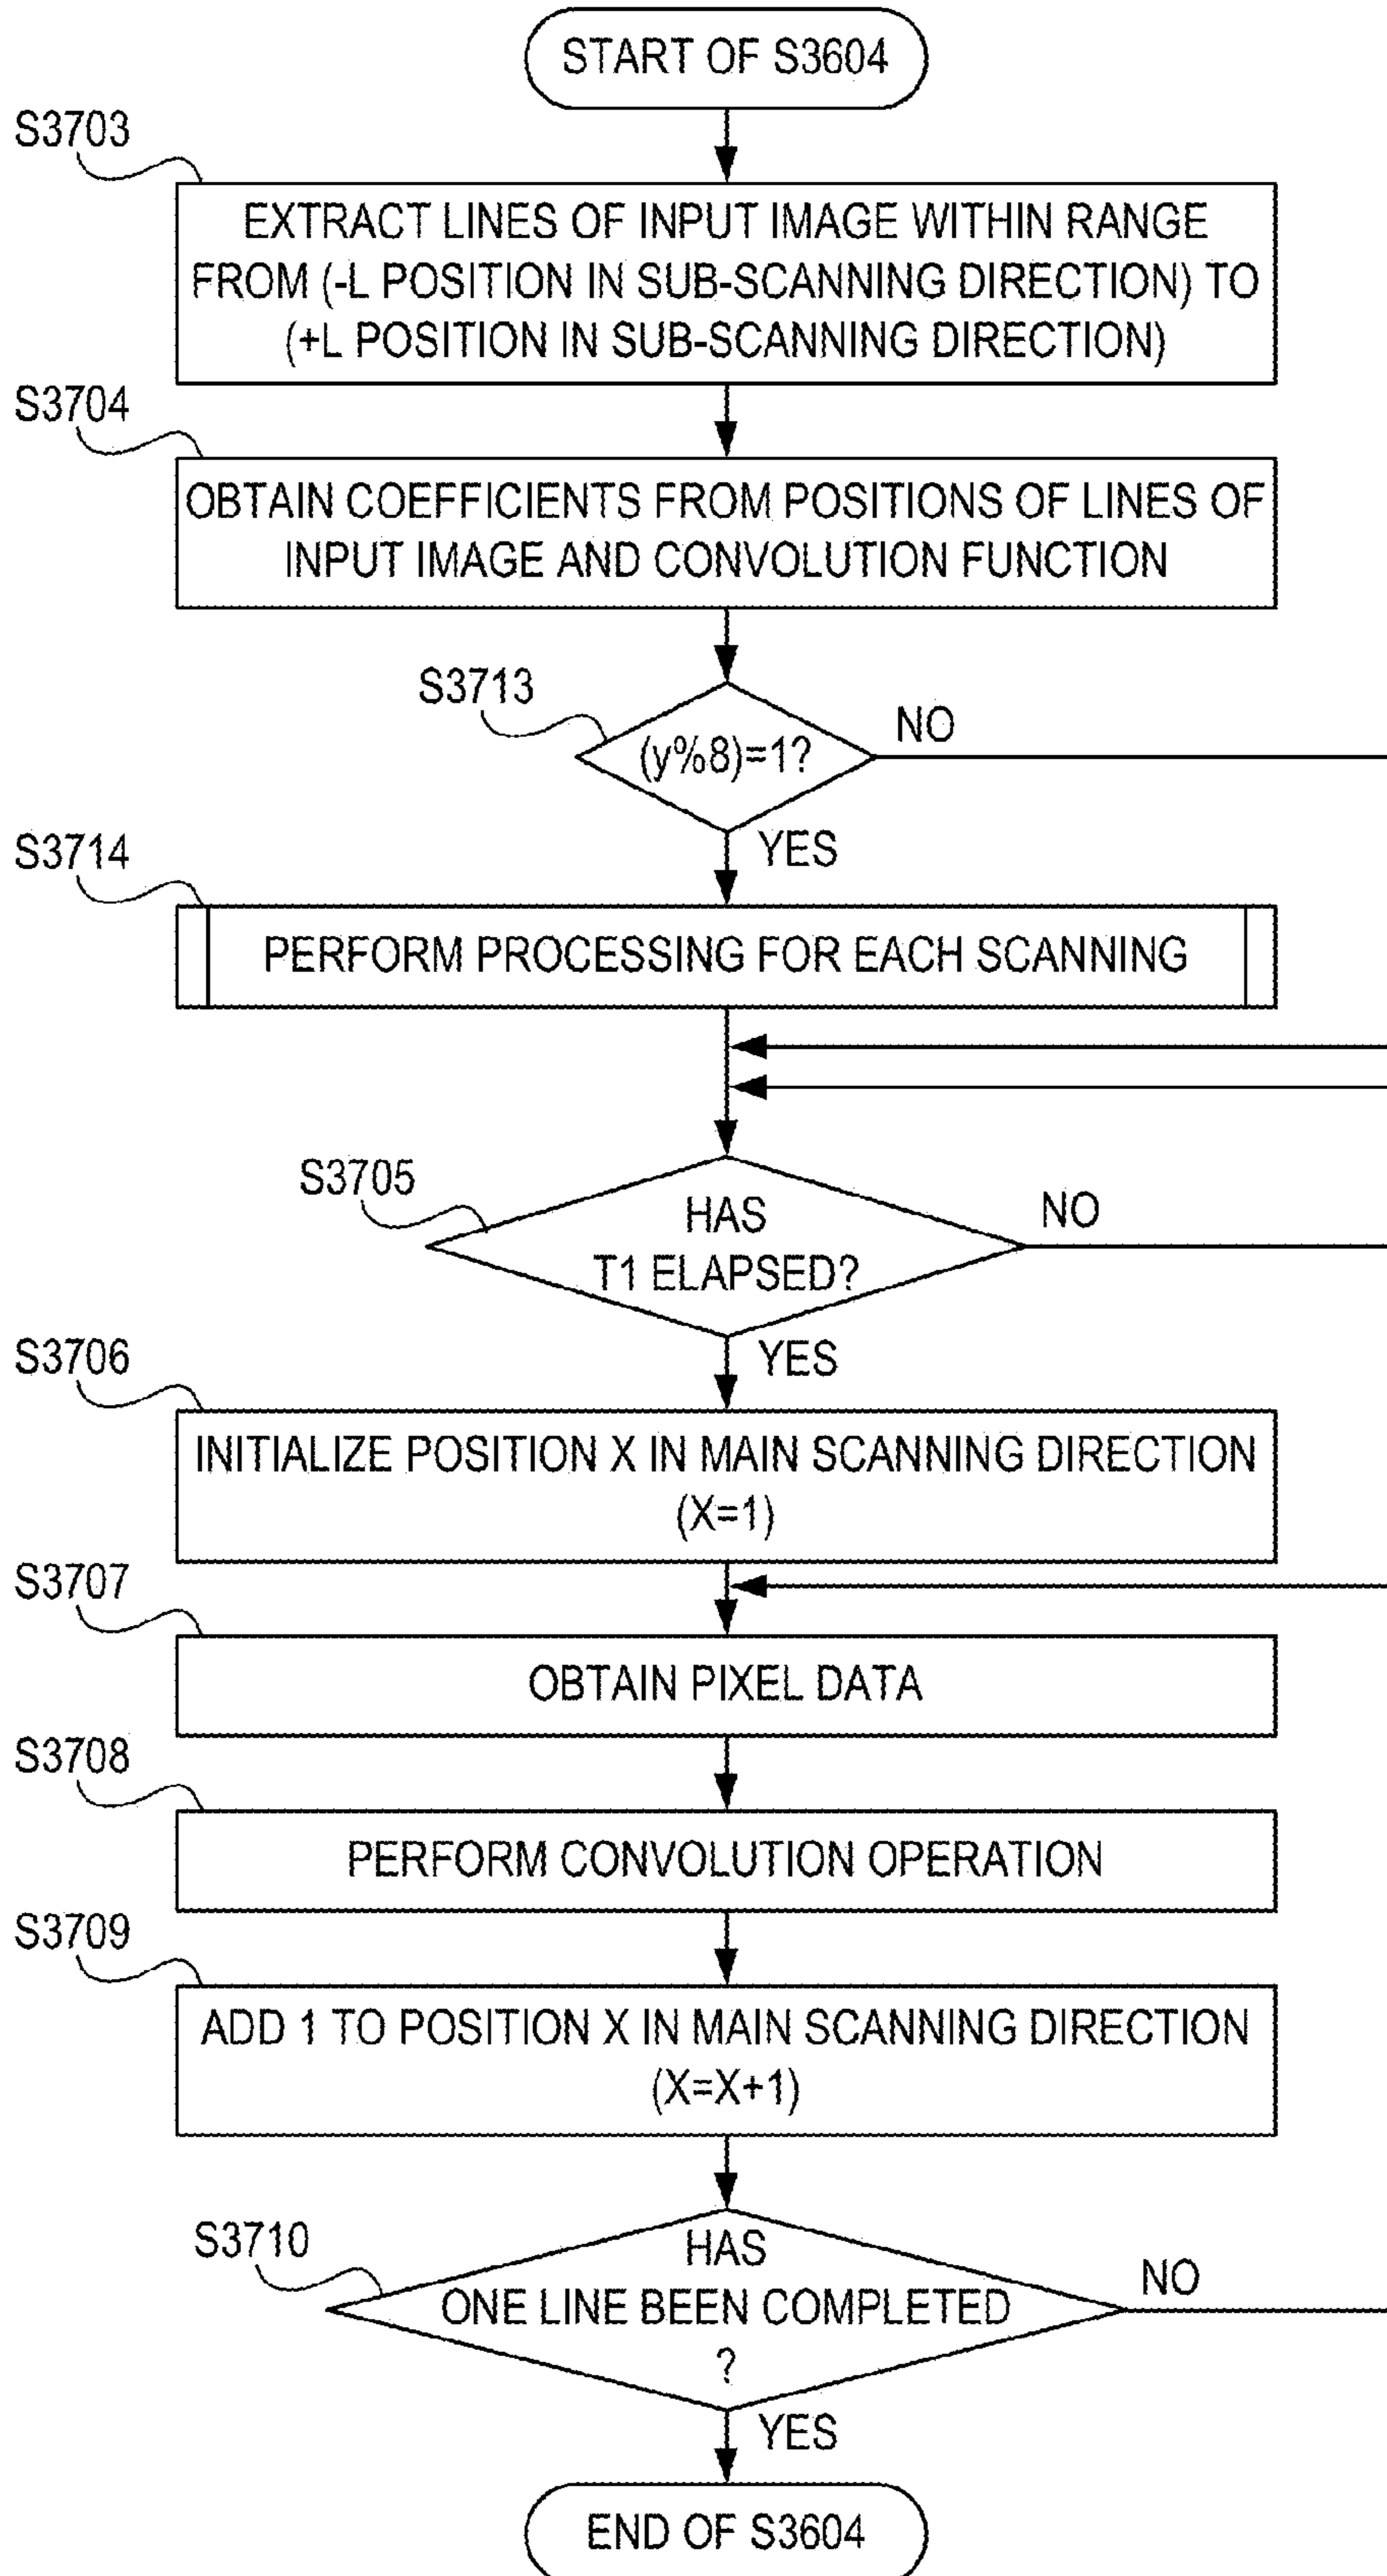 START OF S3604
S3703
EXTRACT LINES OF INPUT IMAGE WITHIN RANGE
FROM (-L POSITION IN SUB-SCANNING DIRECTION) TO
(+L POSITION IN SUB-SCANNING DIRECTION)
S3704
OBTAIN COEFFICIENTS FROM POSITIONS OF LINES OF
INPUT IMAGE AND CONVOLUTION FUNCTION
S3713
(y%8)=1?
NO
YES
S3714
PERFORM PROCESSING FOR EACH SCANNING
S3705
HAS
T1 ELAPSED?
NO
YES
S3706
INITIALIZE POSITION X IN MAIN SCANNING DIRECTION
(X=1)
S3707
OBTAIN PIXEL DATA
S3708
PERFORM CONVOLUTION OPERATION
S3709
ADD 1 TO POSITION X IN MAIN SCANNING DIRECTION
(X=X+1)
S3710
HAS
ONE LINE BEEN COMPLETED
?
NO
YES
END OF S3604